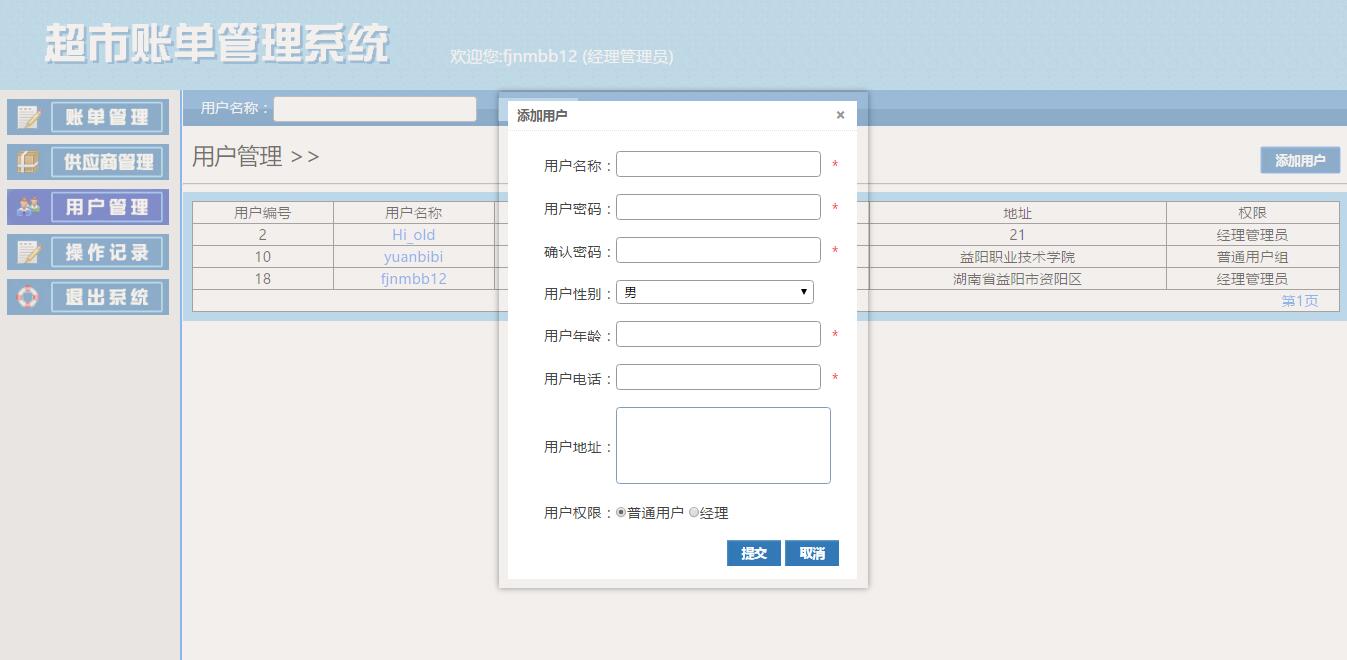 超市账单管理系统
欢迎您:fjnmbb12 (经理管理员)
账单管理
供应商管理
用户管理
操作记录
退出系统
用户名称：
用户管理 >>
添加用户
用户编号 用户名称 地址 权限
2 Hi_old 21 经理管理员
10 yuanbibi 益阳职业技术学院 普通用户组
18 fjnmbb12 湖南省益阳市资阳区 经理管理员
第1页
添加用户 ×
用户名称： *
用户密码： *
确认密码： *
用户性别： 男
用户年龄： *
用户电话： *
用户地址：
用户权限： 普通用户 经理
提交 取消